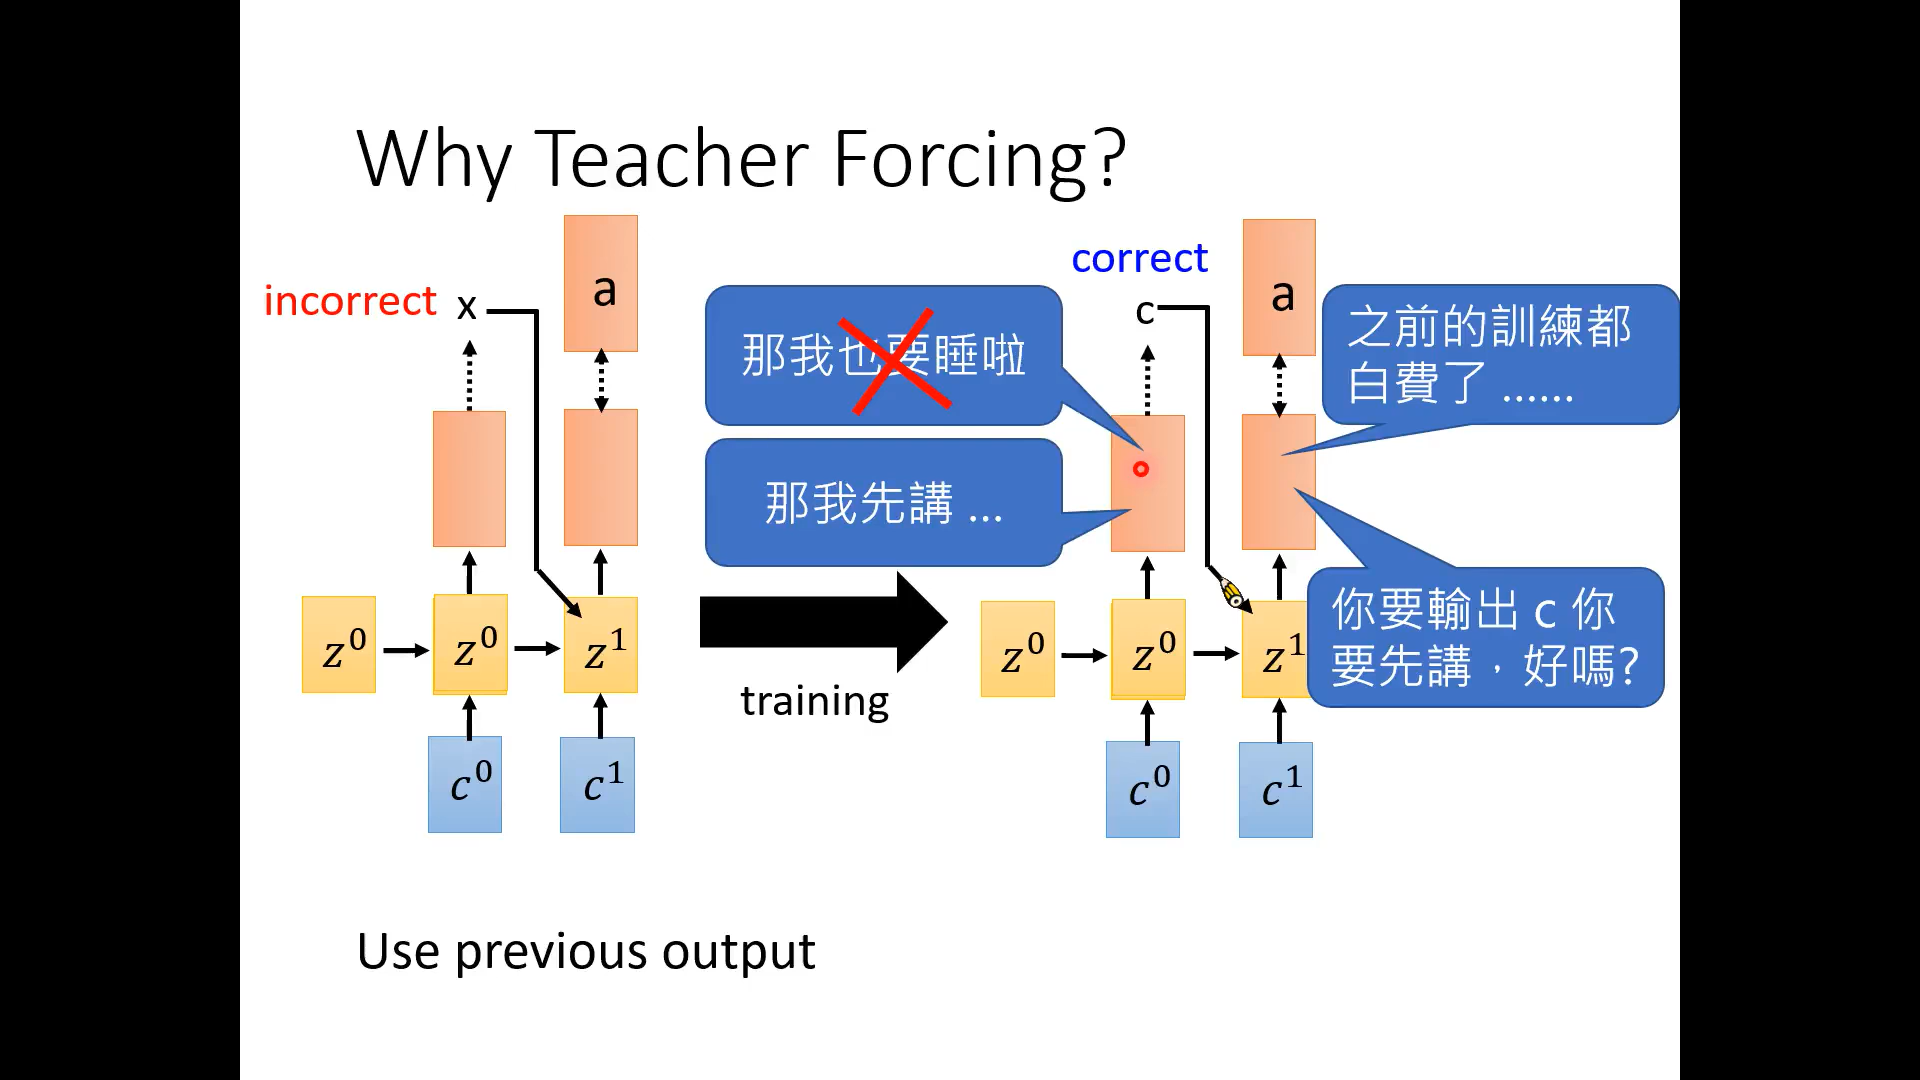 Why Teacher Forcing?
incorrect
x
a
z⁰
z⁰
z¹
c⁰
c¹
那我也要睡啦
那我先講 ...
training
correct
c
a
之前的訓練都
白費了 ......
你要輸出 c 你
要先講，好嗎?
z⁰
z⁰
z¹
c⁰
c¹
Use previous output